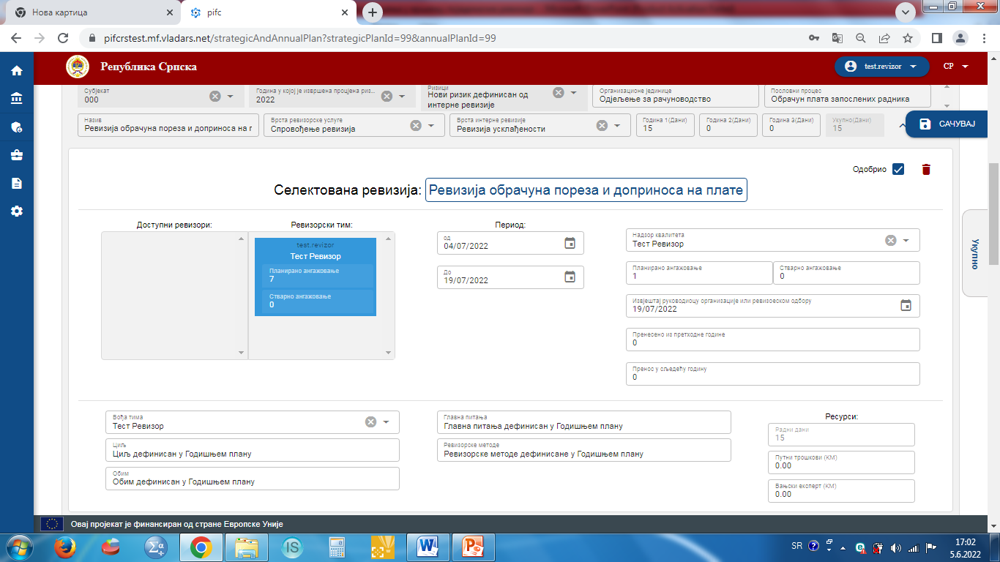 Нова картица
pifc
pifcrstest.mf.vladars.net/strategicAndAnnualPlan?strategicPlanId=99&annualPlanId=99
Република Српска
test.revizor
СР
Субјекат
000
Година у којој је извршена процјена риз...
2022
Ризици
Нови ризик дефинисан од
интерне ревизије
Организационе јединице
Одјељење за рачуноводство
Пословни процес
Обрачун плата запослених радника
Назив
Ревизија обрачуна пореза и доприноса на п
Врста ревизорске услуге
Спровођење ревизија
Врста интерне ревизије
Ревизија усклађености
Година 1(Дани)
15
Година 2(Дани)
0
Година 3(Дани)
0
Укупно(Дани)
15
САЧУВАЈ
Одобрио
Селектована ревизија: Ревизија обрачуна пореза и доприноса на плате
Доступни ревизори:
Ревизорски тим:
test.revizor
Тест Ревизор
Планирано ангажовање
7
Стварно ангажовање
0
Период:
од
04/07/2022
До
19/07/2022
Надзор квалитета
Тест Ревизор
Планирано ангажовање
1
Стварно ангажовање
0
Извјештај руководиоцу организације или ревизоеском одбору
19/07/2022
Пренесено из претходне године
0
Пренос у сљедећу годину
0
Укупно
Вођа тима
Тест Ревизор
Циљ
Циљ дефинисан у Годишњем плану
Обим
Обим дефинисан у Годишњем плану
Главна питања
Главна питања дефинисан у Годишњем плану
Ревизорске методе
Ревизорске методе дефинисане у Годишњем плану
Ресурси:
Радни дани
15
Путни трошкови (КМ)
0.00
Вањски експерт (КМ)
0.00
Овај пројекат је финансиран од стране Европске Уније
SR
17:02
5.6.2022